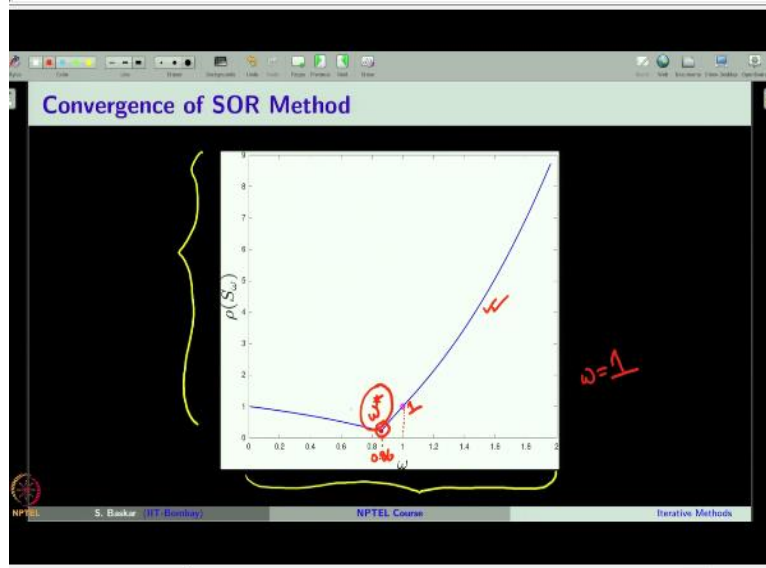 Convergence of SOR Method
9
8
7
6
5
4
3
2
1
0
ρ(S_ω)
0 0.2 0.4 0.6 0.8 1 1.2 1.4 1.6 1.8 2
ω
ω*
1
0.86
ω=1
NPTEL S. Baskar (IIT-Bombay) NPTEL Course Iterative Methods